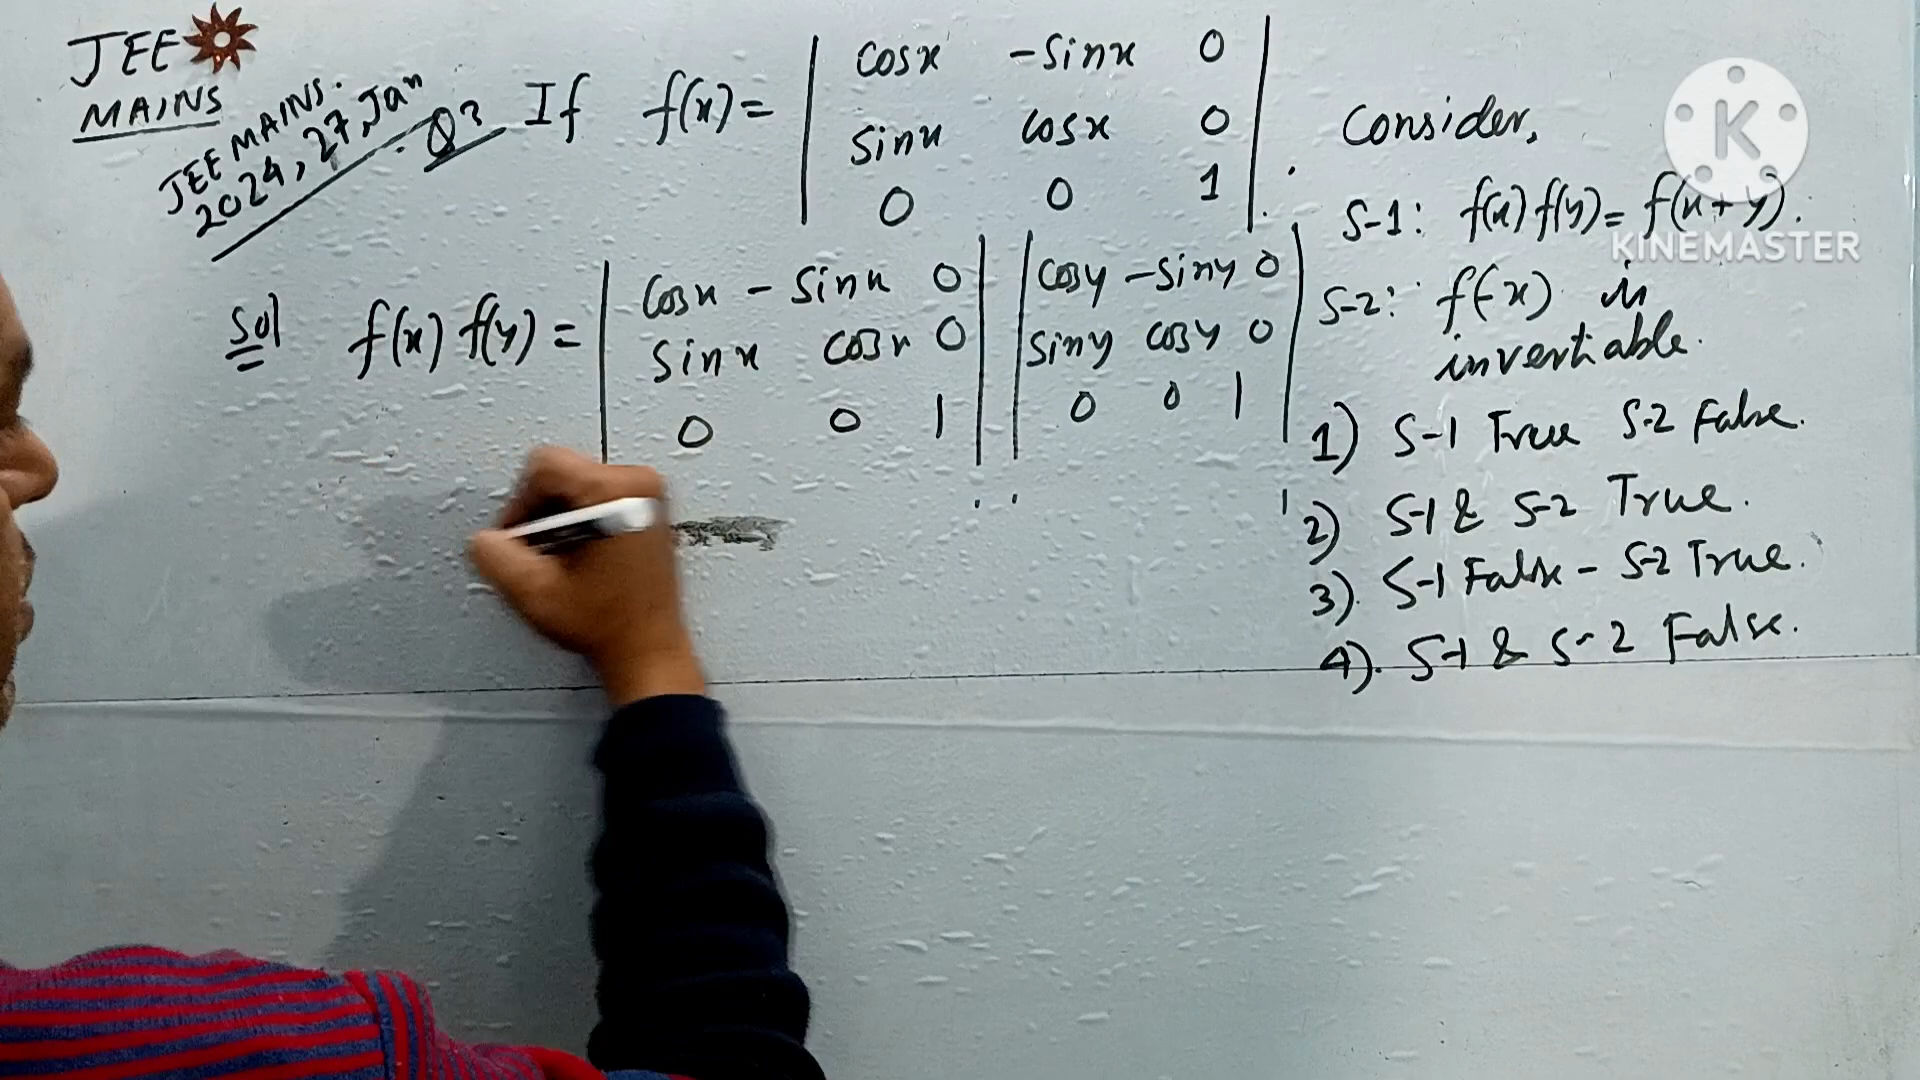 JEE
MAINS
JEE MAINS.
2024, 27, Jan
Q? If f(x) = | cosx -sinx 0 |
| sinx cosx 0 |
| 0 0 1 | .
Consider,
S-1: f(x) f(y) = f(x+y).
S-2: f(-x) is
invertiable.
1) S-1 True S-2 False.
2) S-1 & S-2 True.
3). S-1 False - S-2 True.
4). S-1 & S-2 False.
Sol f(x) f(y) = | cosx - sinx 0 | | cosy -siny 0 |
| sinx cosx 0 | | siny cosy 0 |
| 0 0 1 | | 0 0 1 |
K
KINEMASTER